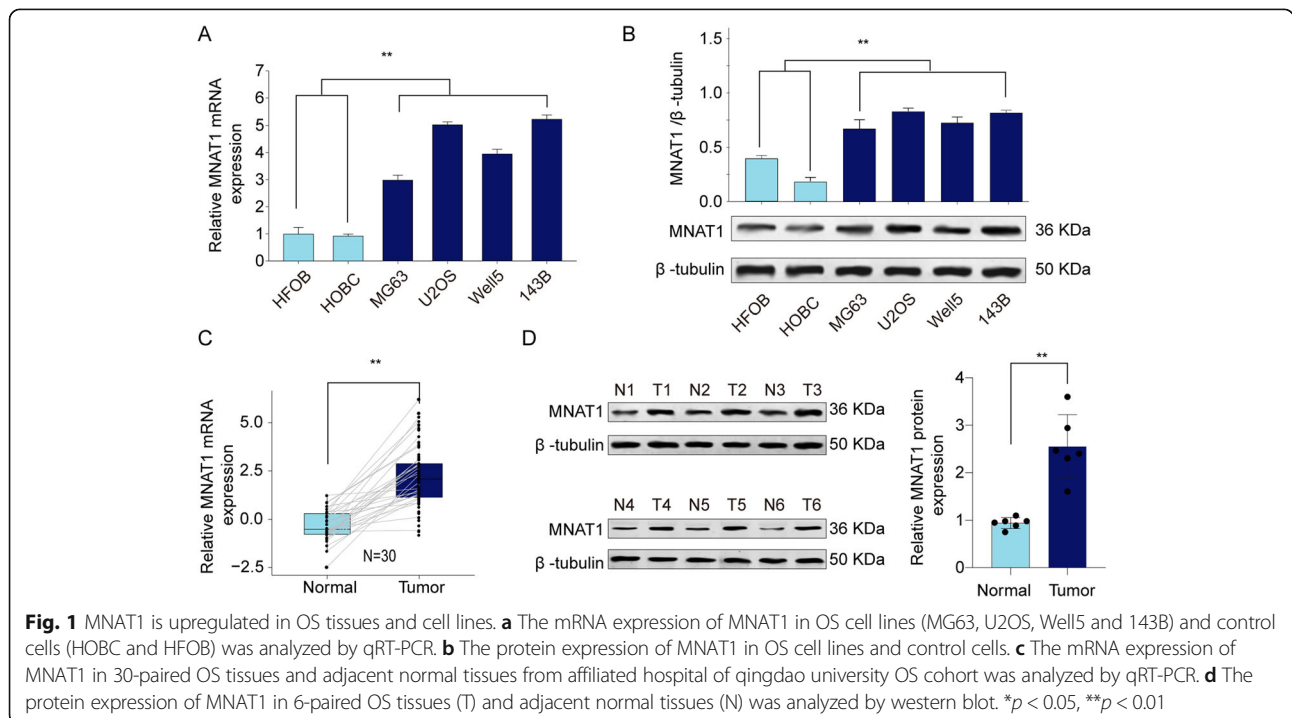 A
**
Relative MNAT1 mRNA
expression
7
6
5
4
3
2
1
0
HFOB
HOBC
MG63
U2OS
Well5
143B
B
**
MNAT1 /β -tubulin
1.5
1.0
0.5
0.0
MNAT1
36 KDa
β -tubulin
50 KDa
HFOB
HOBC
MG63
U2OS
Well5
143B
C
**
Relative MNAT1 mRNA
expression
5.0
2.5
0.0
−2.5
N=30
Normal
Tumor
D
N1 T1 N2 T2 N3 T3
MNAT1
36 KDa
β -tubulin
50 KDa
N4 T4 N5 T5 N6 T6
MNAT1
36 KDa
β -tubulin
50 KDa
**
Relative MNAT1 protein
expression
4
3
2
1
0
Normal
Tumor
Fig. 1 MNAT1 is upregulated in OS tissues and cell lines. a The mRNA expression of MNAT1 in OS cell lines (MG63, U2OS, Well5 and 143B) and control
cells (HOBC and HFOB) was analyzed by qRT-PCR. b The protein expression of MNAT1 in OS cell lines and control cells. c The mRNA expression of
MNAT1 in 30-paired OS tissues and adjacent normal tissues from affiliated hospital of qingdao university OS cohort was analyzed by qRT-PCR. d The
protein expression of MNAT1 in 6-paired OS tissues (T) and adjacent normal tissues (N) was analyzed by western blot. *p < 0.05, **p < 0.01